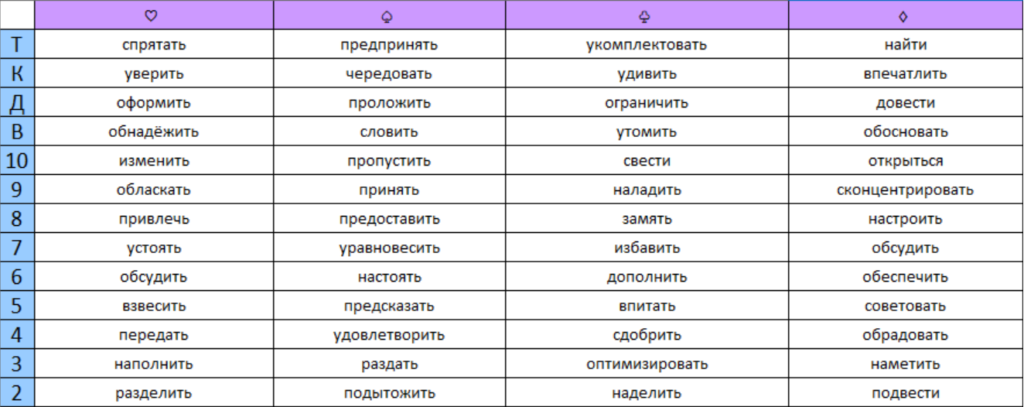 ♡ ♤ ♧ ♢
Т спрятать предпринять укомплектовать найти
К уверить чередовать удивить впечатлить
Д оформить проложить ограничить довести
В обнадёжить словить утомить обосновать
10 изменить пропустить свести открыться
9 обласкать принять наладить сконцентрировать
8 привлечь предоставить замять настроить
7 устоять уравновесить избавить обсудить
6 обсудить настоять дополнить обеспечить
5 взвесить предсказать впитать советовать
4 передать удовлетворить сдобрить обрадовать
3 наполнить раздать оптимизировать наметить
2 разделить подытожить наделить подвести